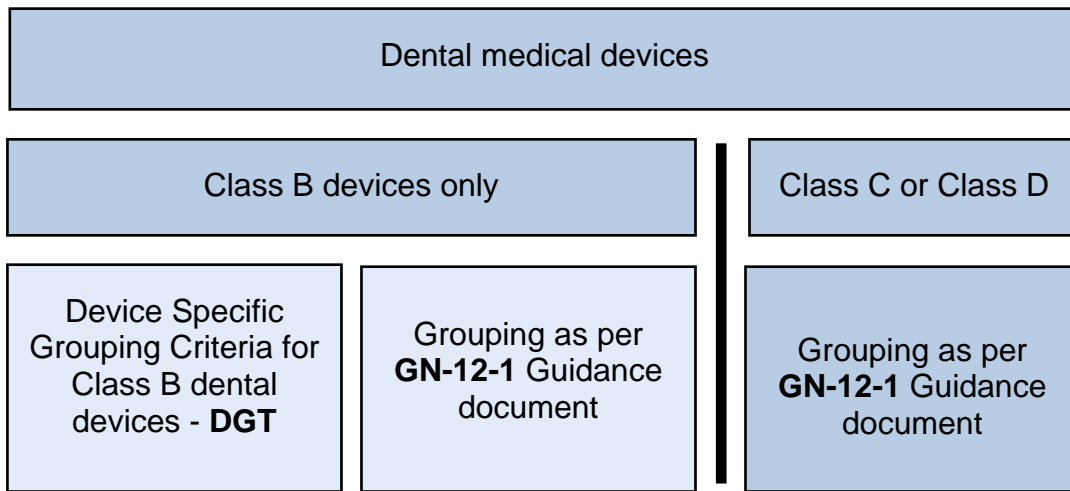 Dental medical devices
Class B devices only
Class C or Class D
Device Specific
Grouping Criteria for
Class B dental
devices - DGT
Grouping as per
GN-12-1 Guidance
document
Grouping as per
GN-12-1 Guidance
document